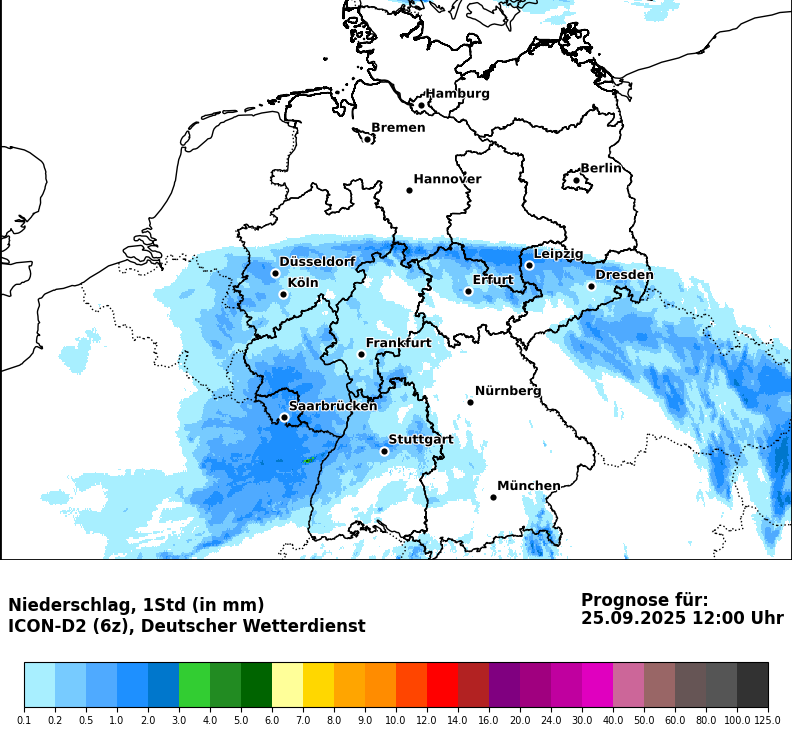 Hamburg
Bremen
Berlin
Hannover
Leipzig
Düsseldorf
Dresden
Erfurt
Köln
Frankfurt
Nürnberg
Saarbrücken
Stuttgart
München
Niederschlag, 1Std (in mm)
ICON-D2 (6z), Deutscher Wetterdienst
Prognose für:
25.09.2025 12:00 Uhr
0.1 0.2 0.5 1.0 2.0 3.0 4.0 5.0 6.0 7.0 8.0 9.0 10.0 12.0 14.0 16.0 20.0 24.0 30.0 40.0 50.0 60.0 80.0 100.0 125.0